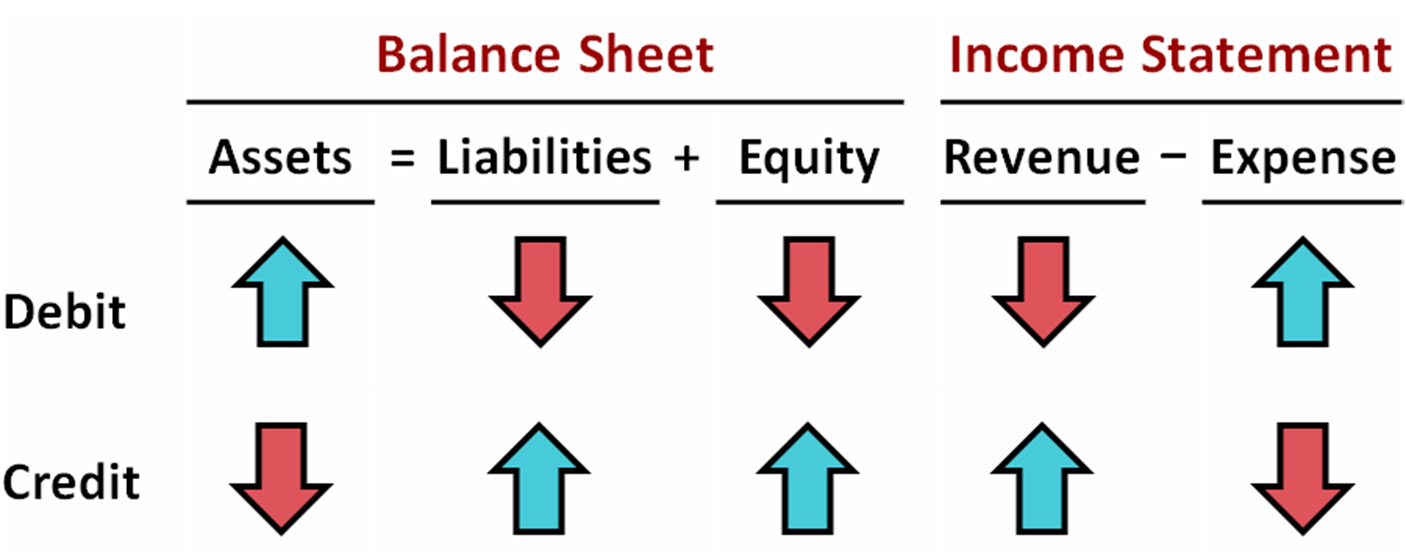 Balance Sheet Income Statement
Assets = Liabilities + Equity Revenue − Expense
Debit
Credit